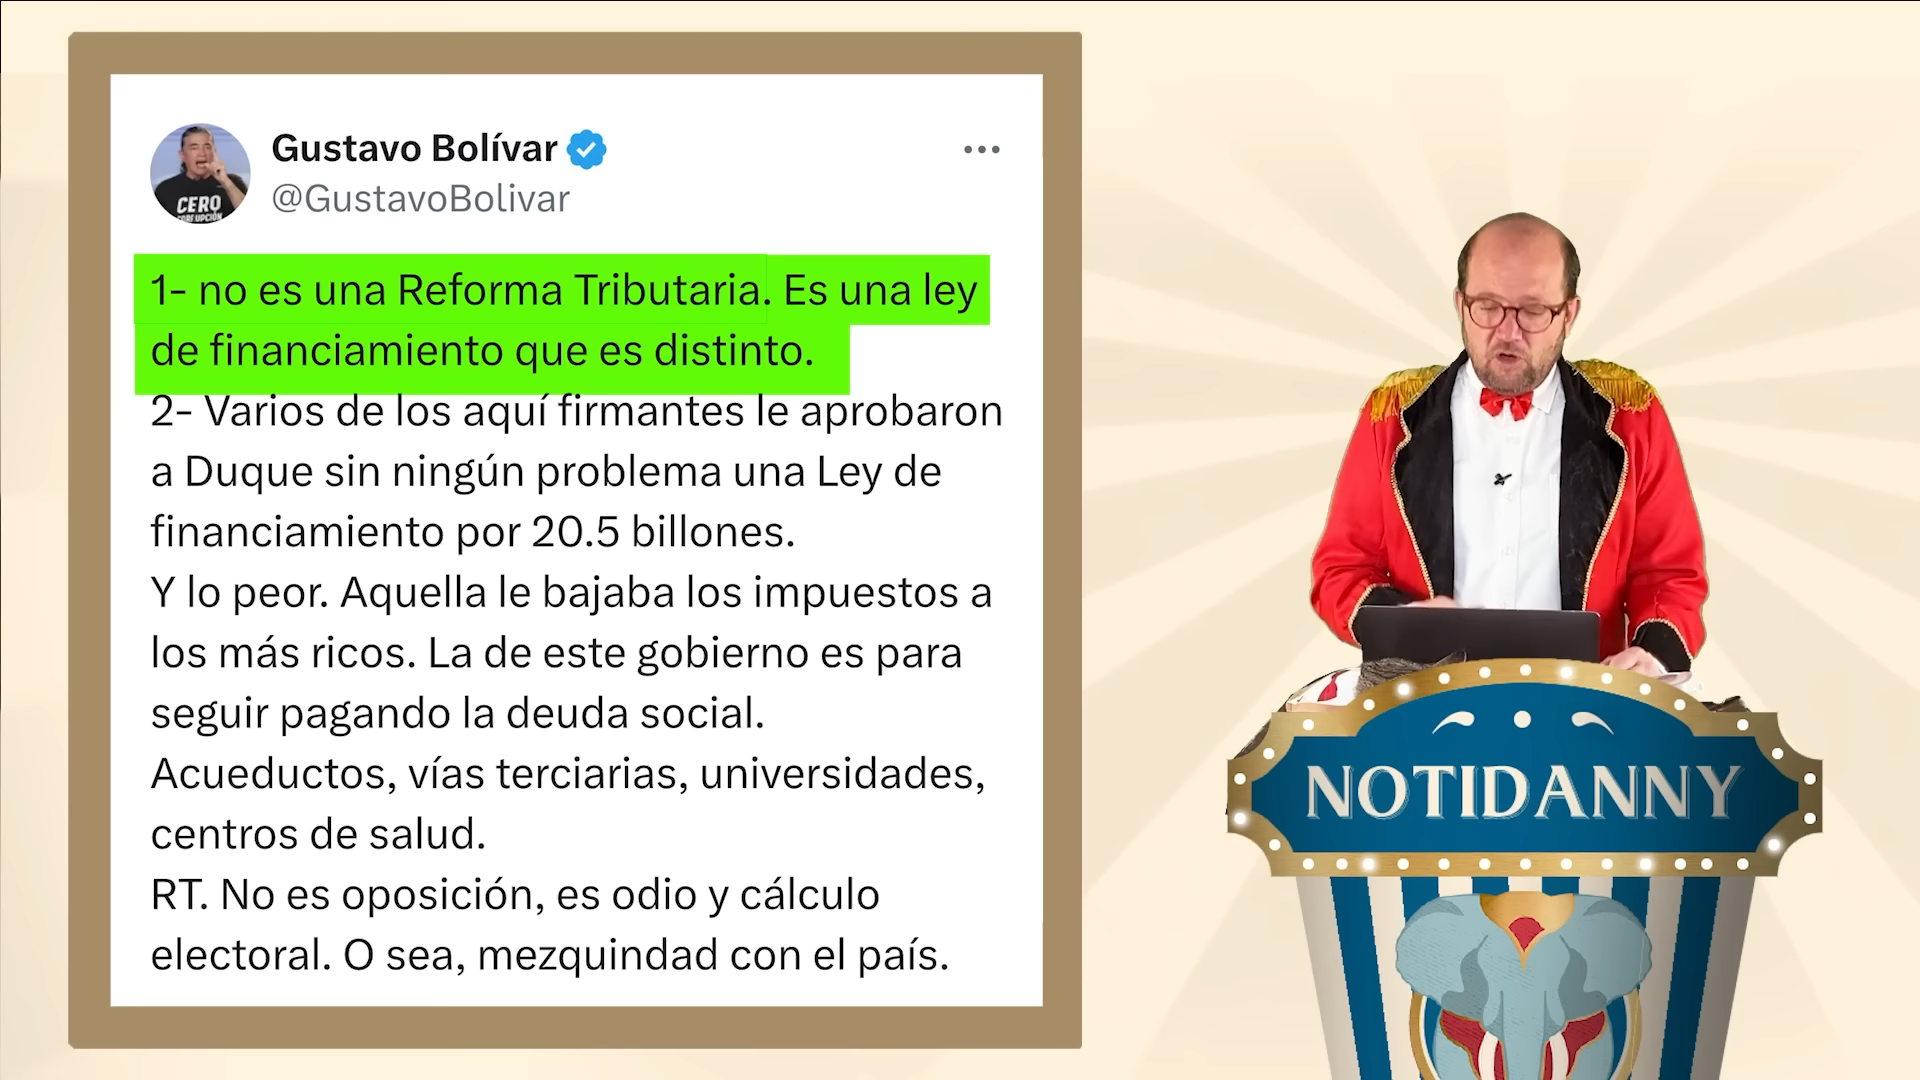 Gustavo Bolívar
@GustavoBolivar
CERO
1- no es una Reforma Tributaria. Es una ley
de financiamiento que es distinto.
2- Varios de los aquí firmantes le aprobaron
a Duque sin ningún problema una Ley de
financiamiento por 20.5 billones.
Y lo peor. Aquella le bajaba los impuestos a
los más ricos. La de este gobierno es para
seguir pagando la deuda social.
Acueductos, vías terciarias, universidades,
centros de salud.
RT. No es oposición, es odio y cálculo
electoral. O sea, mezquindad con el país.
NOTIDANNY